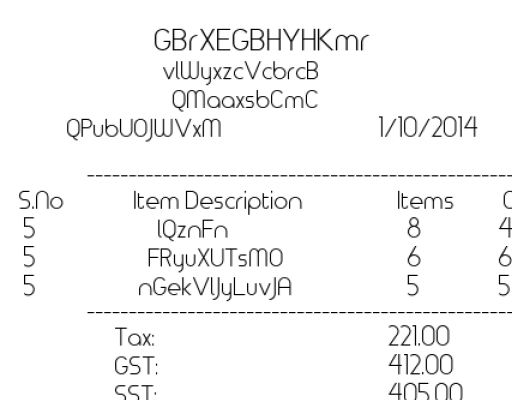 GBrXEGBHYHKmr
vlWyxzcVcbrcB
QMaaxsbCmC
QPubUOJWVxM 1/10/2014
S.No Item Description Items
5 lQznFn 8 4
5 FRyuXUTsMO 6 6
5 nGekVlJyLuvJA 5 5
Tax: 221.00
GST: 412.00
SST: 405.00